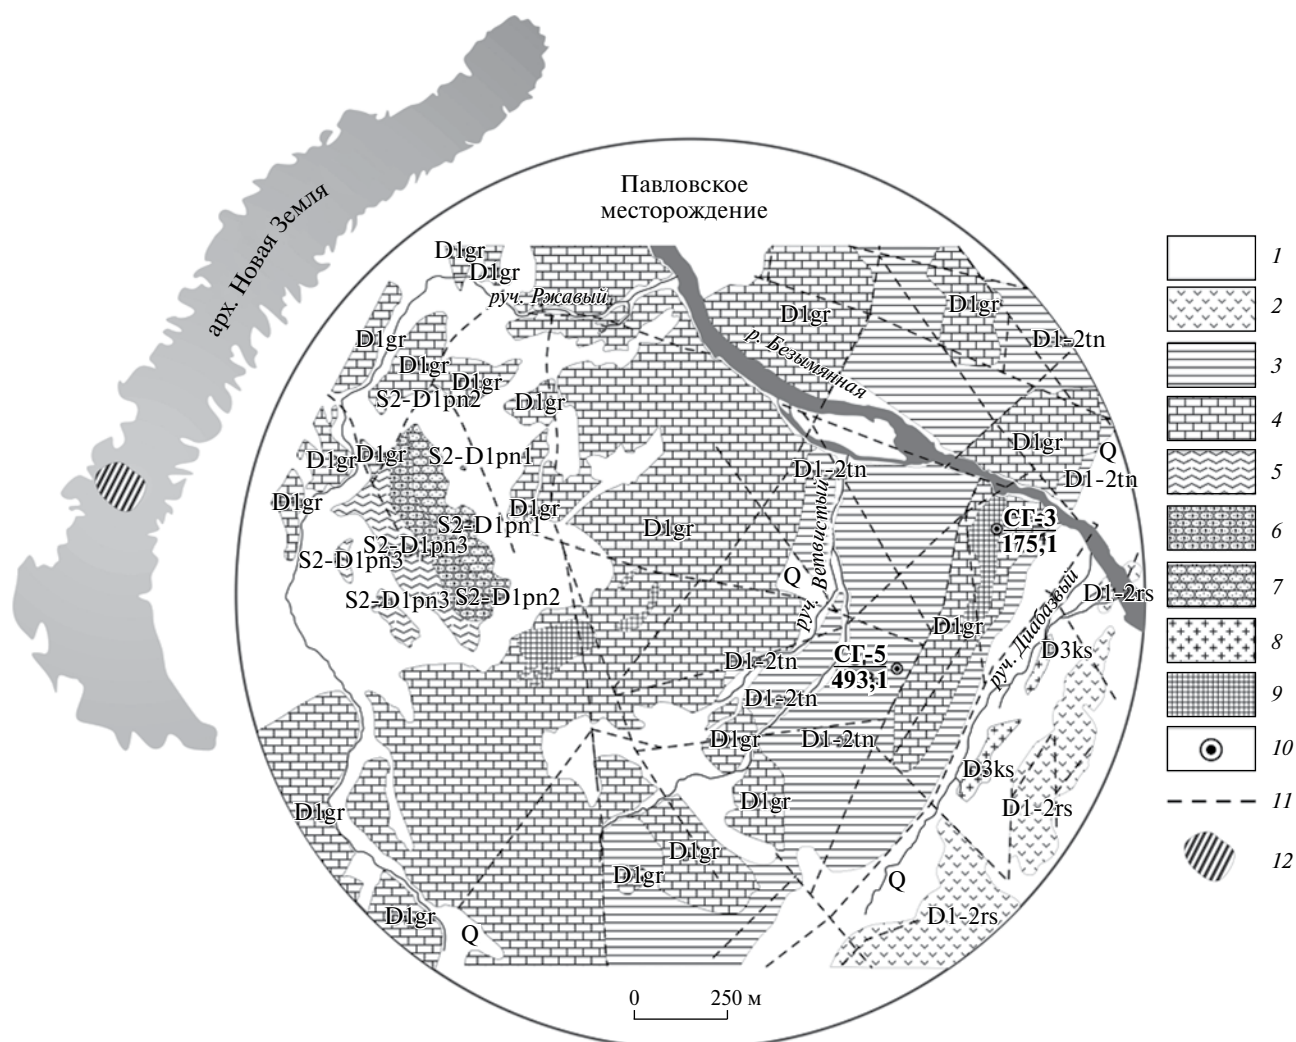 арх. Новая Земля
Павловское
месторождение
D1gr
D1gr
руч. Ржавый
D1gr
D1gr
D1gr
D1gr
D1gr
S2-D1pn2
D1gr
р. Безымянная
D1-2tn
D1gr
D1gr
D1gr
S2-D1pn1
D1gr
D1-2tn
Q
D1-2tn
D1gr
D1gr
S2-D1pn1
D1gr
СГ-3
175,1
S2-D1pn3
S2-D1pn3
Q
руч. Ветвистый
S2-D1pn3
S2-D1pn2
руч. Диабазвый
D1-2rs
D1gr
D3ks
D1-2tn
СГ-5
493,1
D1-2tn
D1gr
D1-2tn
D3ks
D1gr
D1gr
D1-2rs
D1gr
D1gr
Q
D1gr
D1-2rs
Q
0
250 м
1
2
3
4
5
6
7
8
9
10
11
12